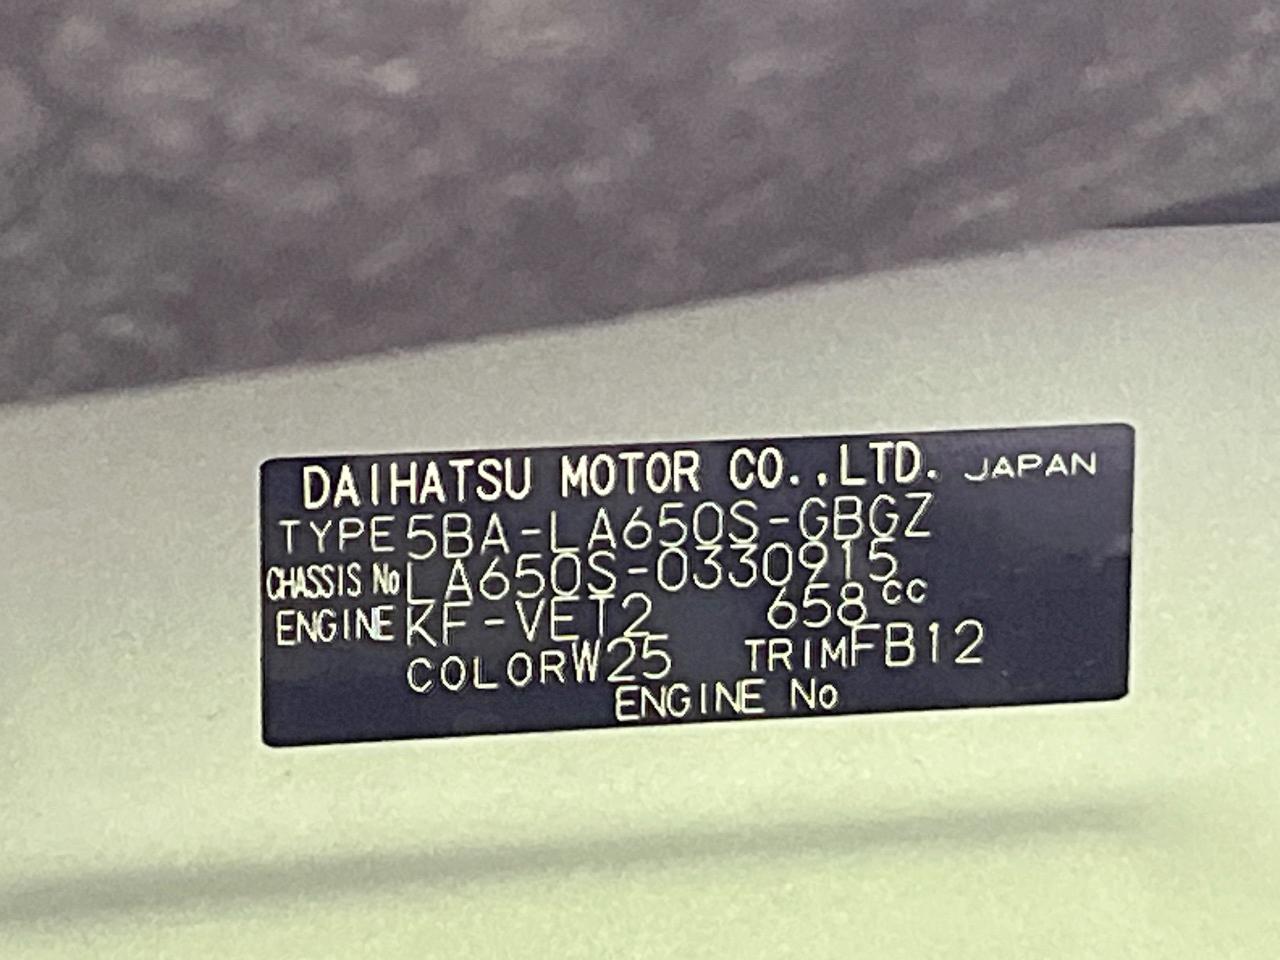 DAIHATSU MOTOR CO.,LTD. JAPAN
TYPE 5BA-LA650S-GBGZ
CHASSIS No LA650S-0330915
ENGINE KF-VET2 658cc
COLOR W25 TRIM FB12
ENGINE No